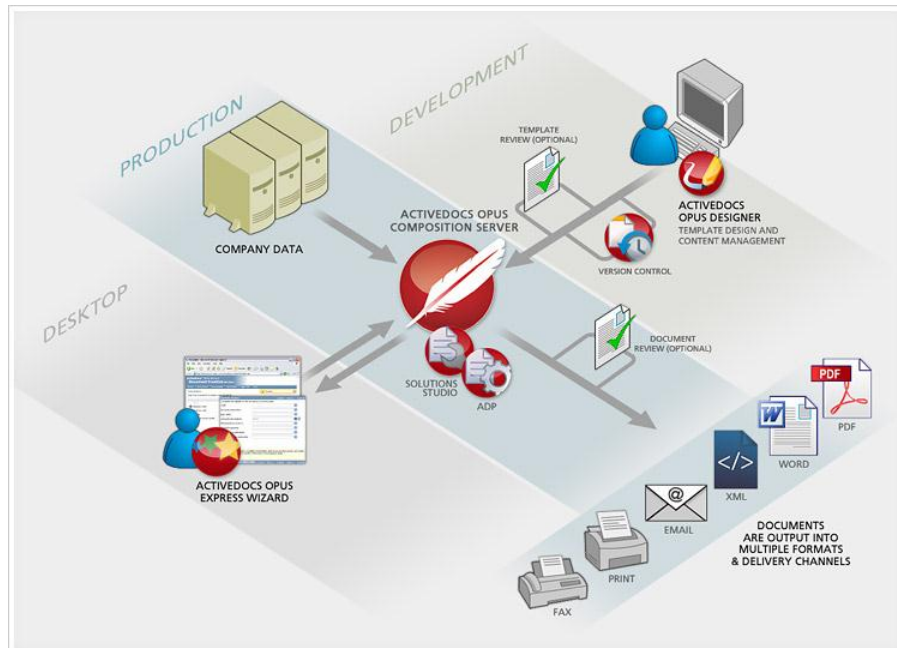 DEVELOPMENT
PRODUCTION
DESKTOP
TEMPLATE
REVIEW (OPTIONAL)
ACTIVEDOCS
OPUS DESIGNER
TEMPLATE DESIGN AND
CONTENT MANAGEMENT
VERSION CONTROL
COMPANY DATA
ACTIVEDOCS OPUS
COMPOSITION SERVER
SOLUTIONS
STUDIO
ADP
DOCUMENT
REVIEW (OPTIONAL)
ACTIVEDOCS OPUS
EXPRESS WIZARD
PDF
PDF
W
WORD
</>
XML
@
EMAIL
PRINT
FAX
DOCUMENTS
ARE OUTPUT INTO
MULTIPLE FORMATS
& DELIVERY CHANNELS